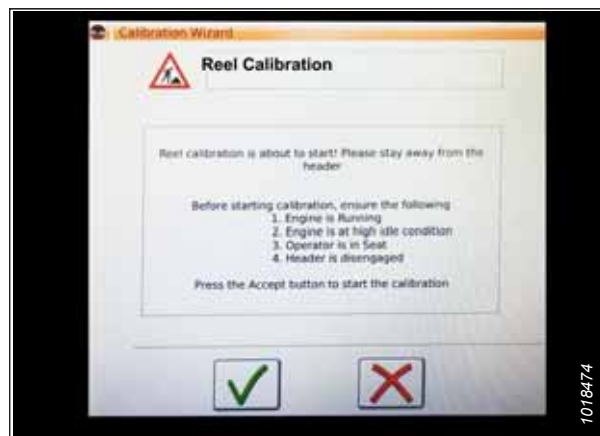 Calibration Wizard
Reel Calibration
Reel calibration is about to start! Please stay away from the
header
Before starting calibration, ensure the following
1. Engine is Running
2. Engine is at high idle condition
3. Operator is in Seat
4. Header is disengaged
Press the Accept button to start the calibration
1018474